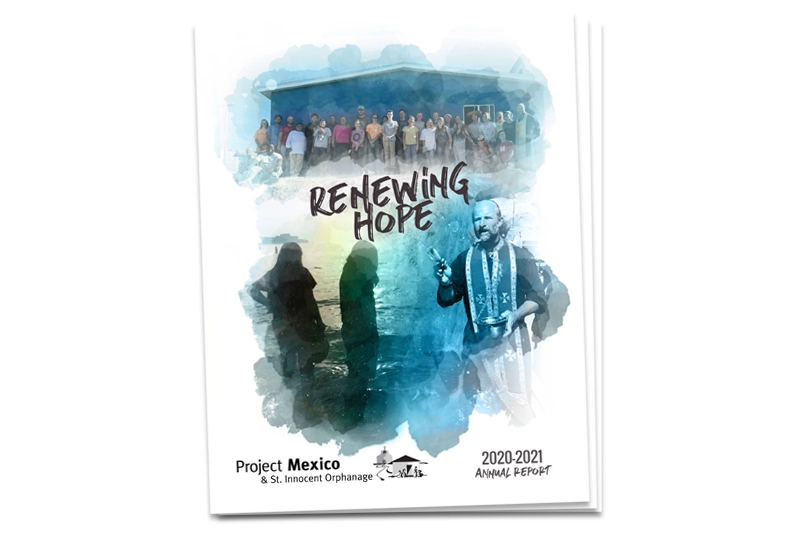 RENEWING
HOPE
Project Mexico
& St. Innocent Orphanage
2020-2021
ANNUAL REPORT